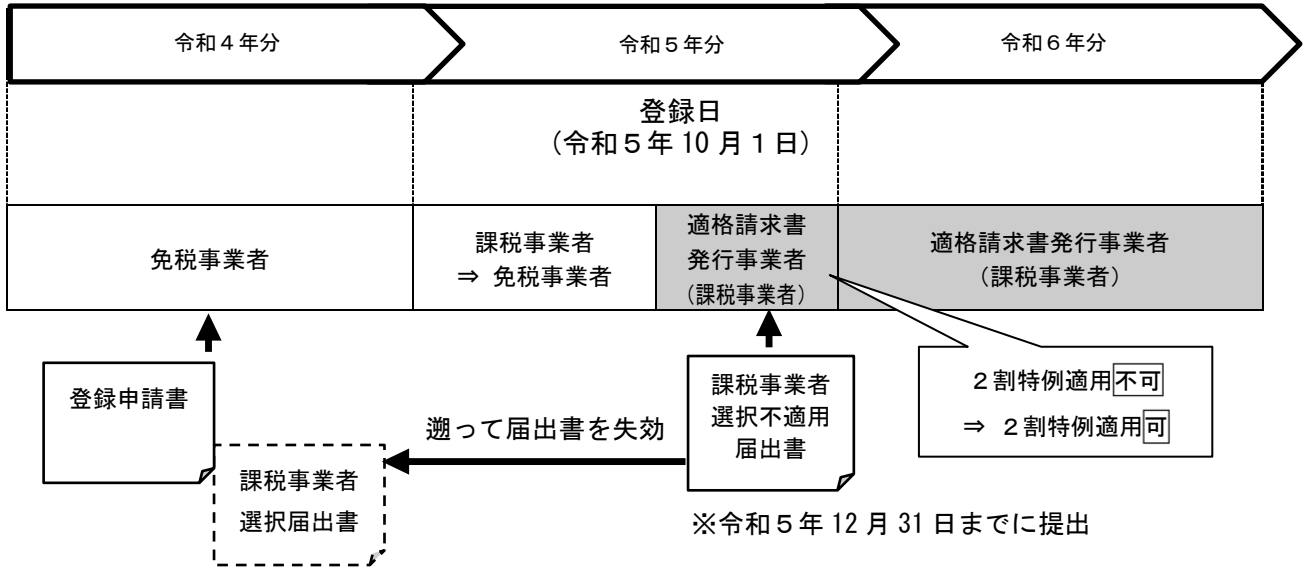 令和４年分
令和５年分
令和６年分
登録日
（令和５年 10 月１日）
免税事業者
課税事業者
⇒ 免税事業者
適格請求書
発行事業者
（課税事業者）
適格請求書発行事業者
（課税事業者）
登録申請書
課税事業者
選択届出書
遡って届出書を失効
課税事業者
選択不適用
届出書
２割特例適用不可
⇒ ２割特例適用可
※令和５年 12 月 31 日までに提出